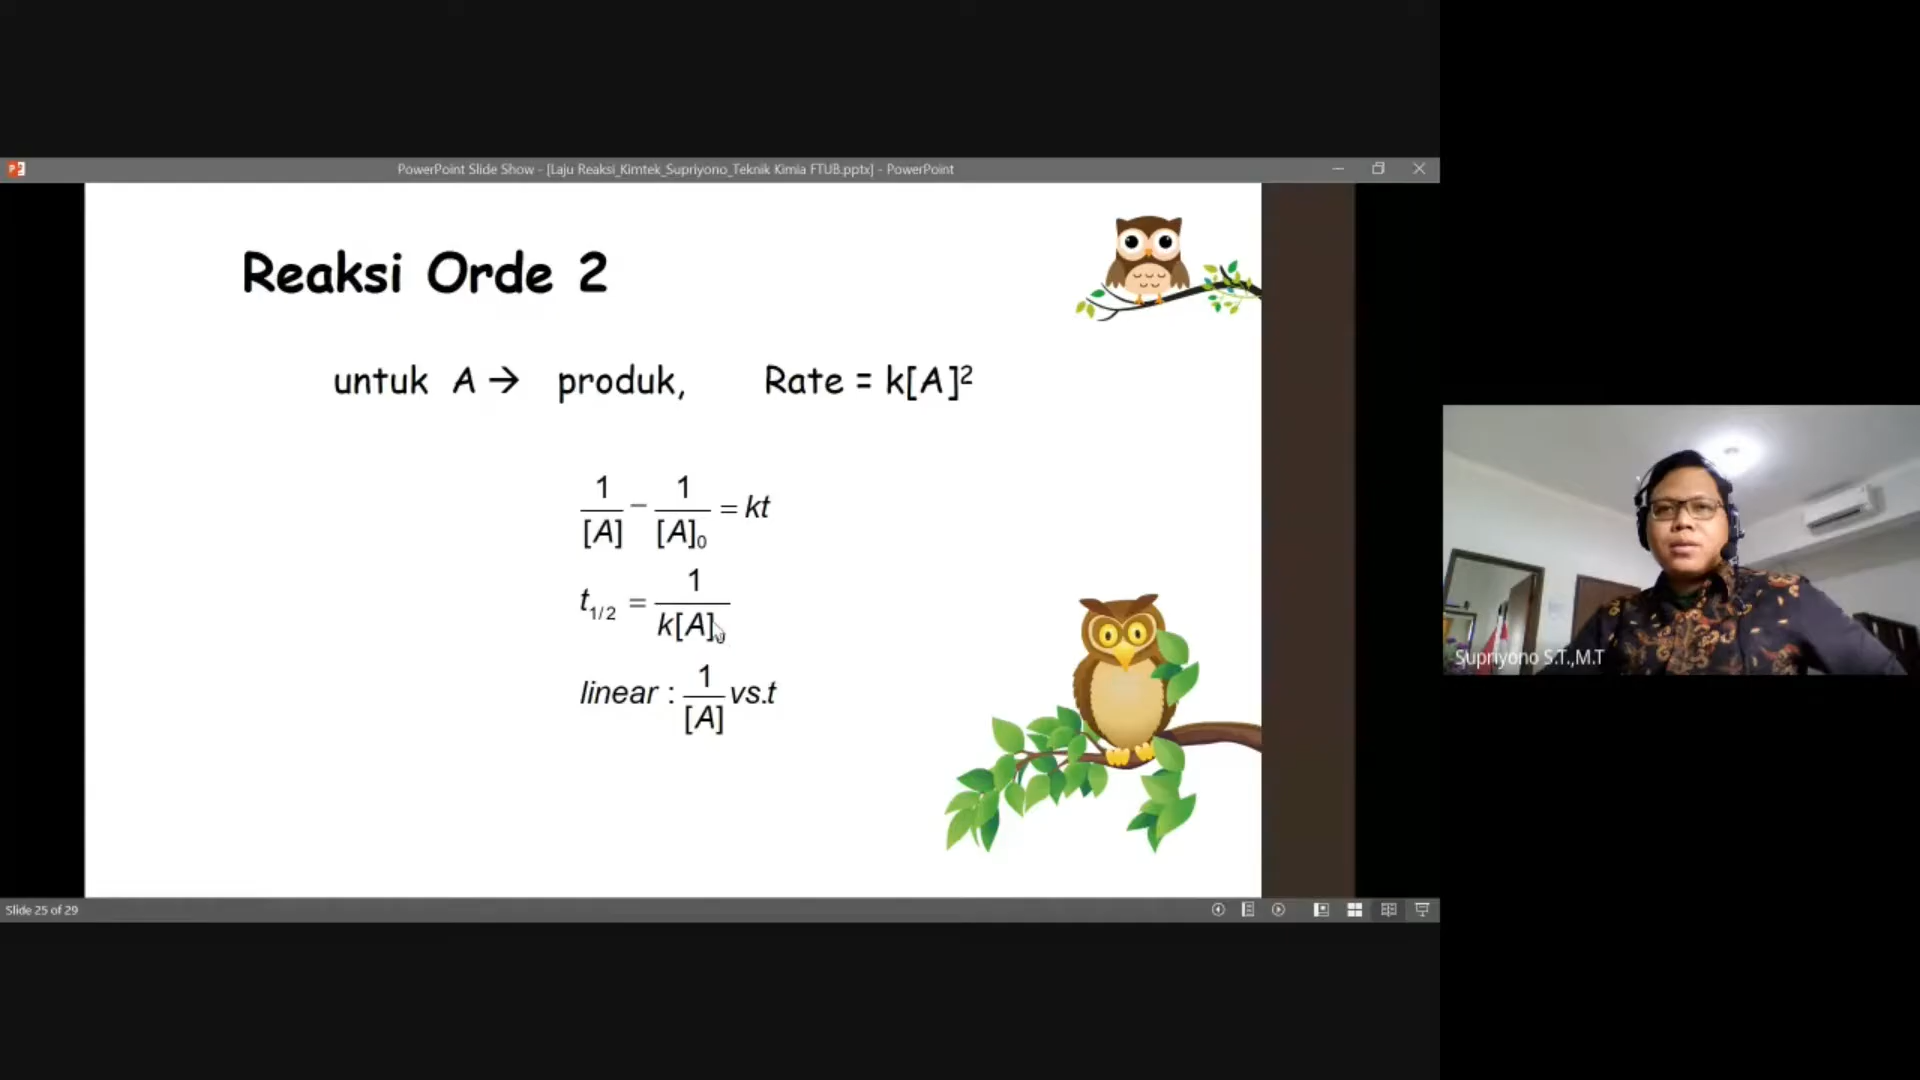 PowerPoint Slide Show - [Laju Reaksi_Kimtek_Supriyono_Teknik Kimia FTUB.pptx] - PowerPoint
Reaksi Orde 2
untuk A → produk, Rate = k[A]²
1/[A] − 1/[A]₀ = kt
t₁/₂ = 1/k[A]₀
linear : 1/[A] vs.t
Supriyono S.T.,M.T
Slide 25 of 29